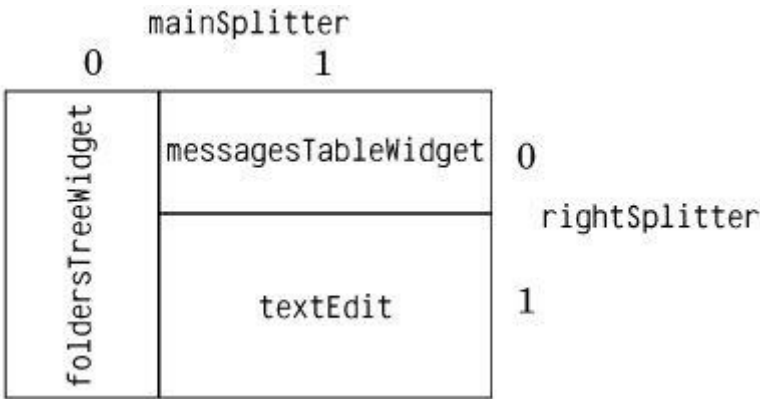 mainSplitter
0 1
foldersTreeWidget
messagesTableWidget 0
rightSplitter
textEdit 1